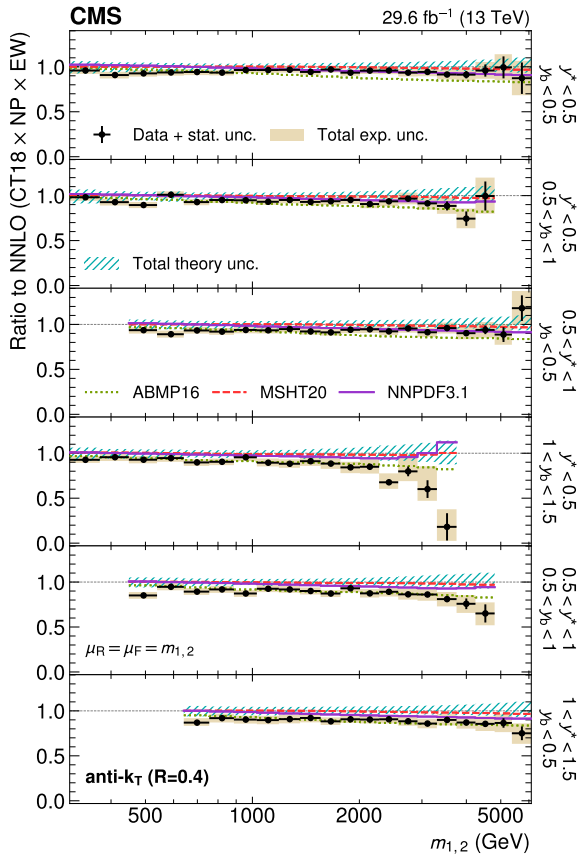 CMS 29.6 fb⁻¹ (13 TeV)
Ratio to NNLO (CT18 × NP × EW)
1.0
0.5
0.0
Data + stat. unc. Total exp. unc.
y* < 0.5
y_b < 0.5
1.0
0.5
0.0
Total theory unc.
y* < 0.5
0.5 < y_b < 1
1.0
0.5
0.0
ABMP16 MSHT20 NNPDF3.1
0.5 < y* < 1
y_b < 0.5
1.0
0.5
0.0
y* < 0.5
1 < y_b < 1.5
1.0
0.5
0.0
μ_R = μ_F = m_{1,2}
0.5 < y* < 1
0.5 < y_b < 1
1.0
0.5
0.0
anti-k_T (R=0.4)
1 < y* < 1.5
y_b < 0.5
500 1000 2000 5000
m_{1,2} (GeV)